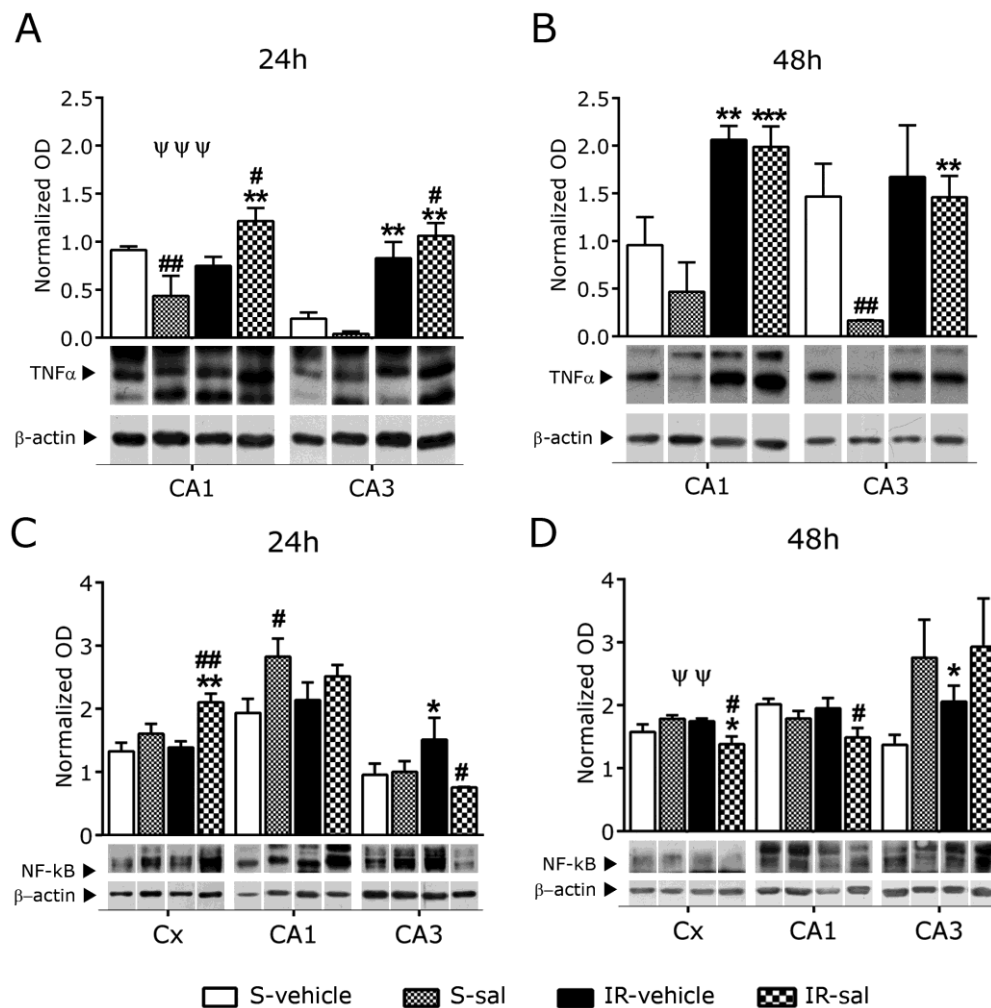 A
24h
Normalized OD
2.5
2.0
1.5
1.0
0.5
0.0
ψ ψ ψ
##
#
**
**
#
**
TNFα
β-actin
CA1 CA3
B
48h
Normalized OD
2.5
2.0
1.5
1.0
0.5
0.0
** ***
##
**
TNFα
β-actin
CA1 CA3
C
24h
Normalized OD
4
3
2
1
0
##
**
#
*
#
NF-kB
β-actin
Cx CA1 CA3
D
48h
Normalized OD
4
3
2
1
0
ψ ψ
#
*
#
*
NF-kB
β-actin
Cx CA1 CA3
S-vehicle S-sal IR-vehicle IR-sal